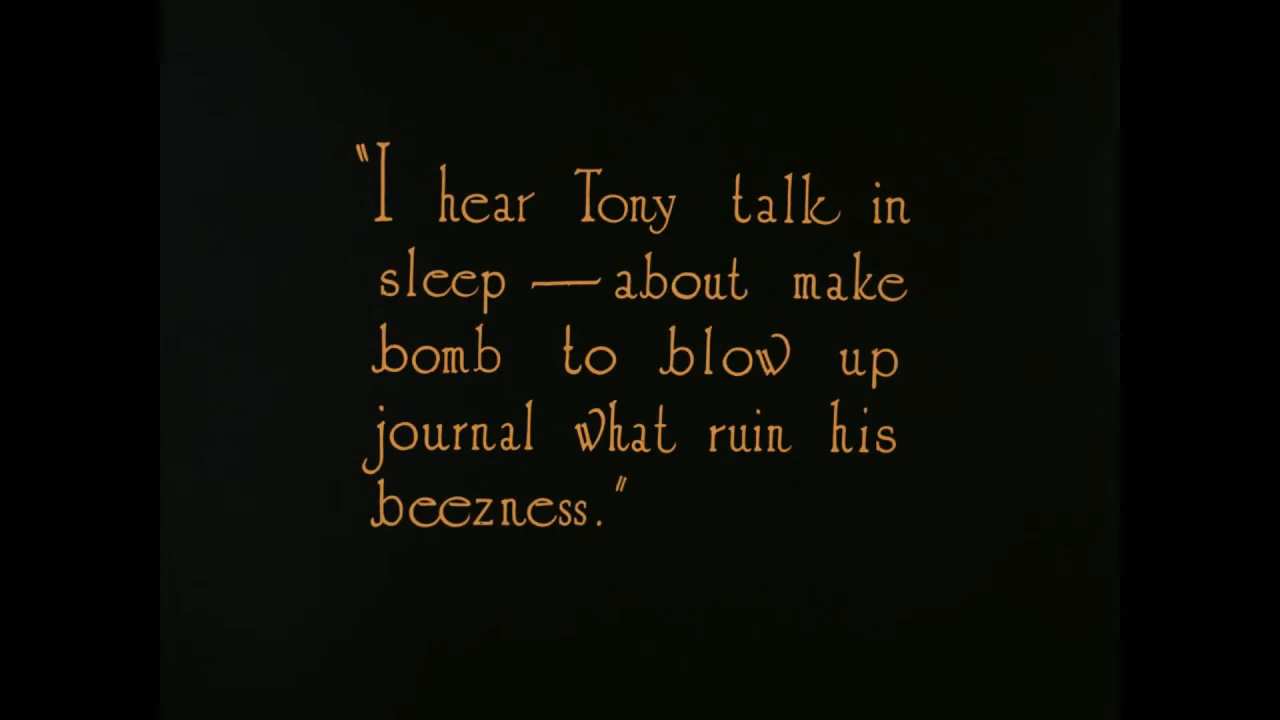 "I hear Tony talk in
sleep — about make
bomb to blow up
journal what ruin his
beezness."